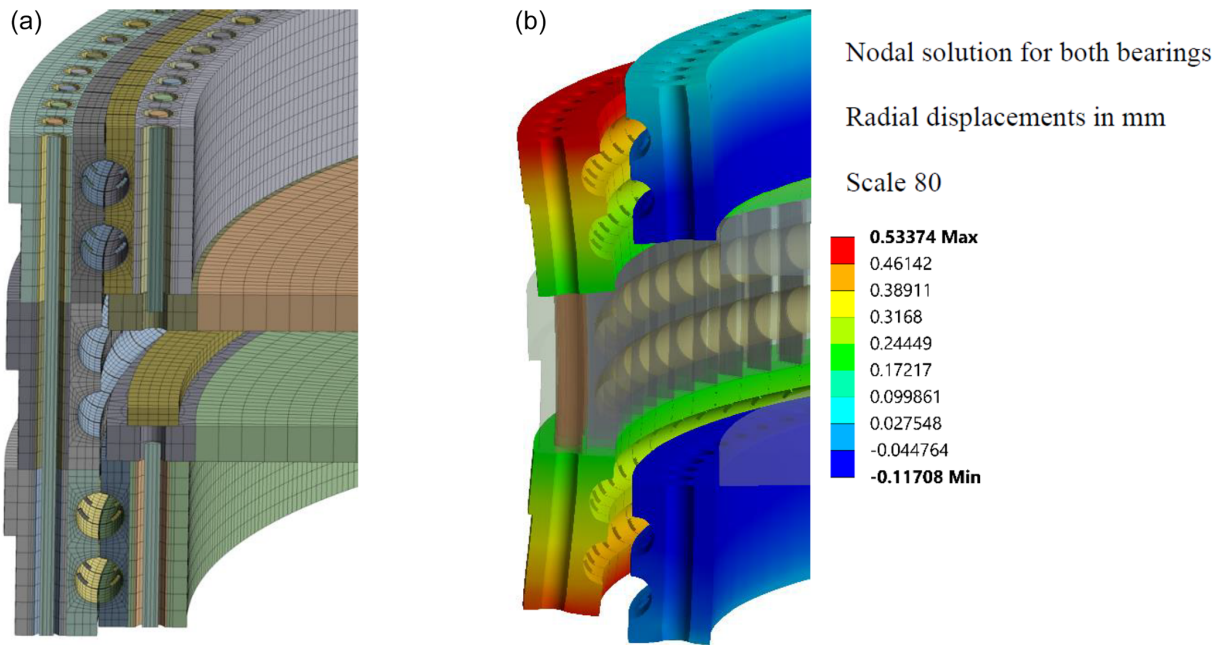 (a)
(b)
Nodal solution for both bearings
Radial displacements in mm
Scale 80
0.53374 Max
0.46142
0.38911
0.3168
0.24449
0.17217
0.099861
0.027548
-0.044764
-0.11708 Min